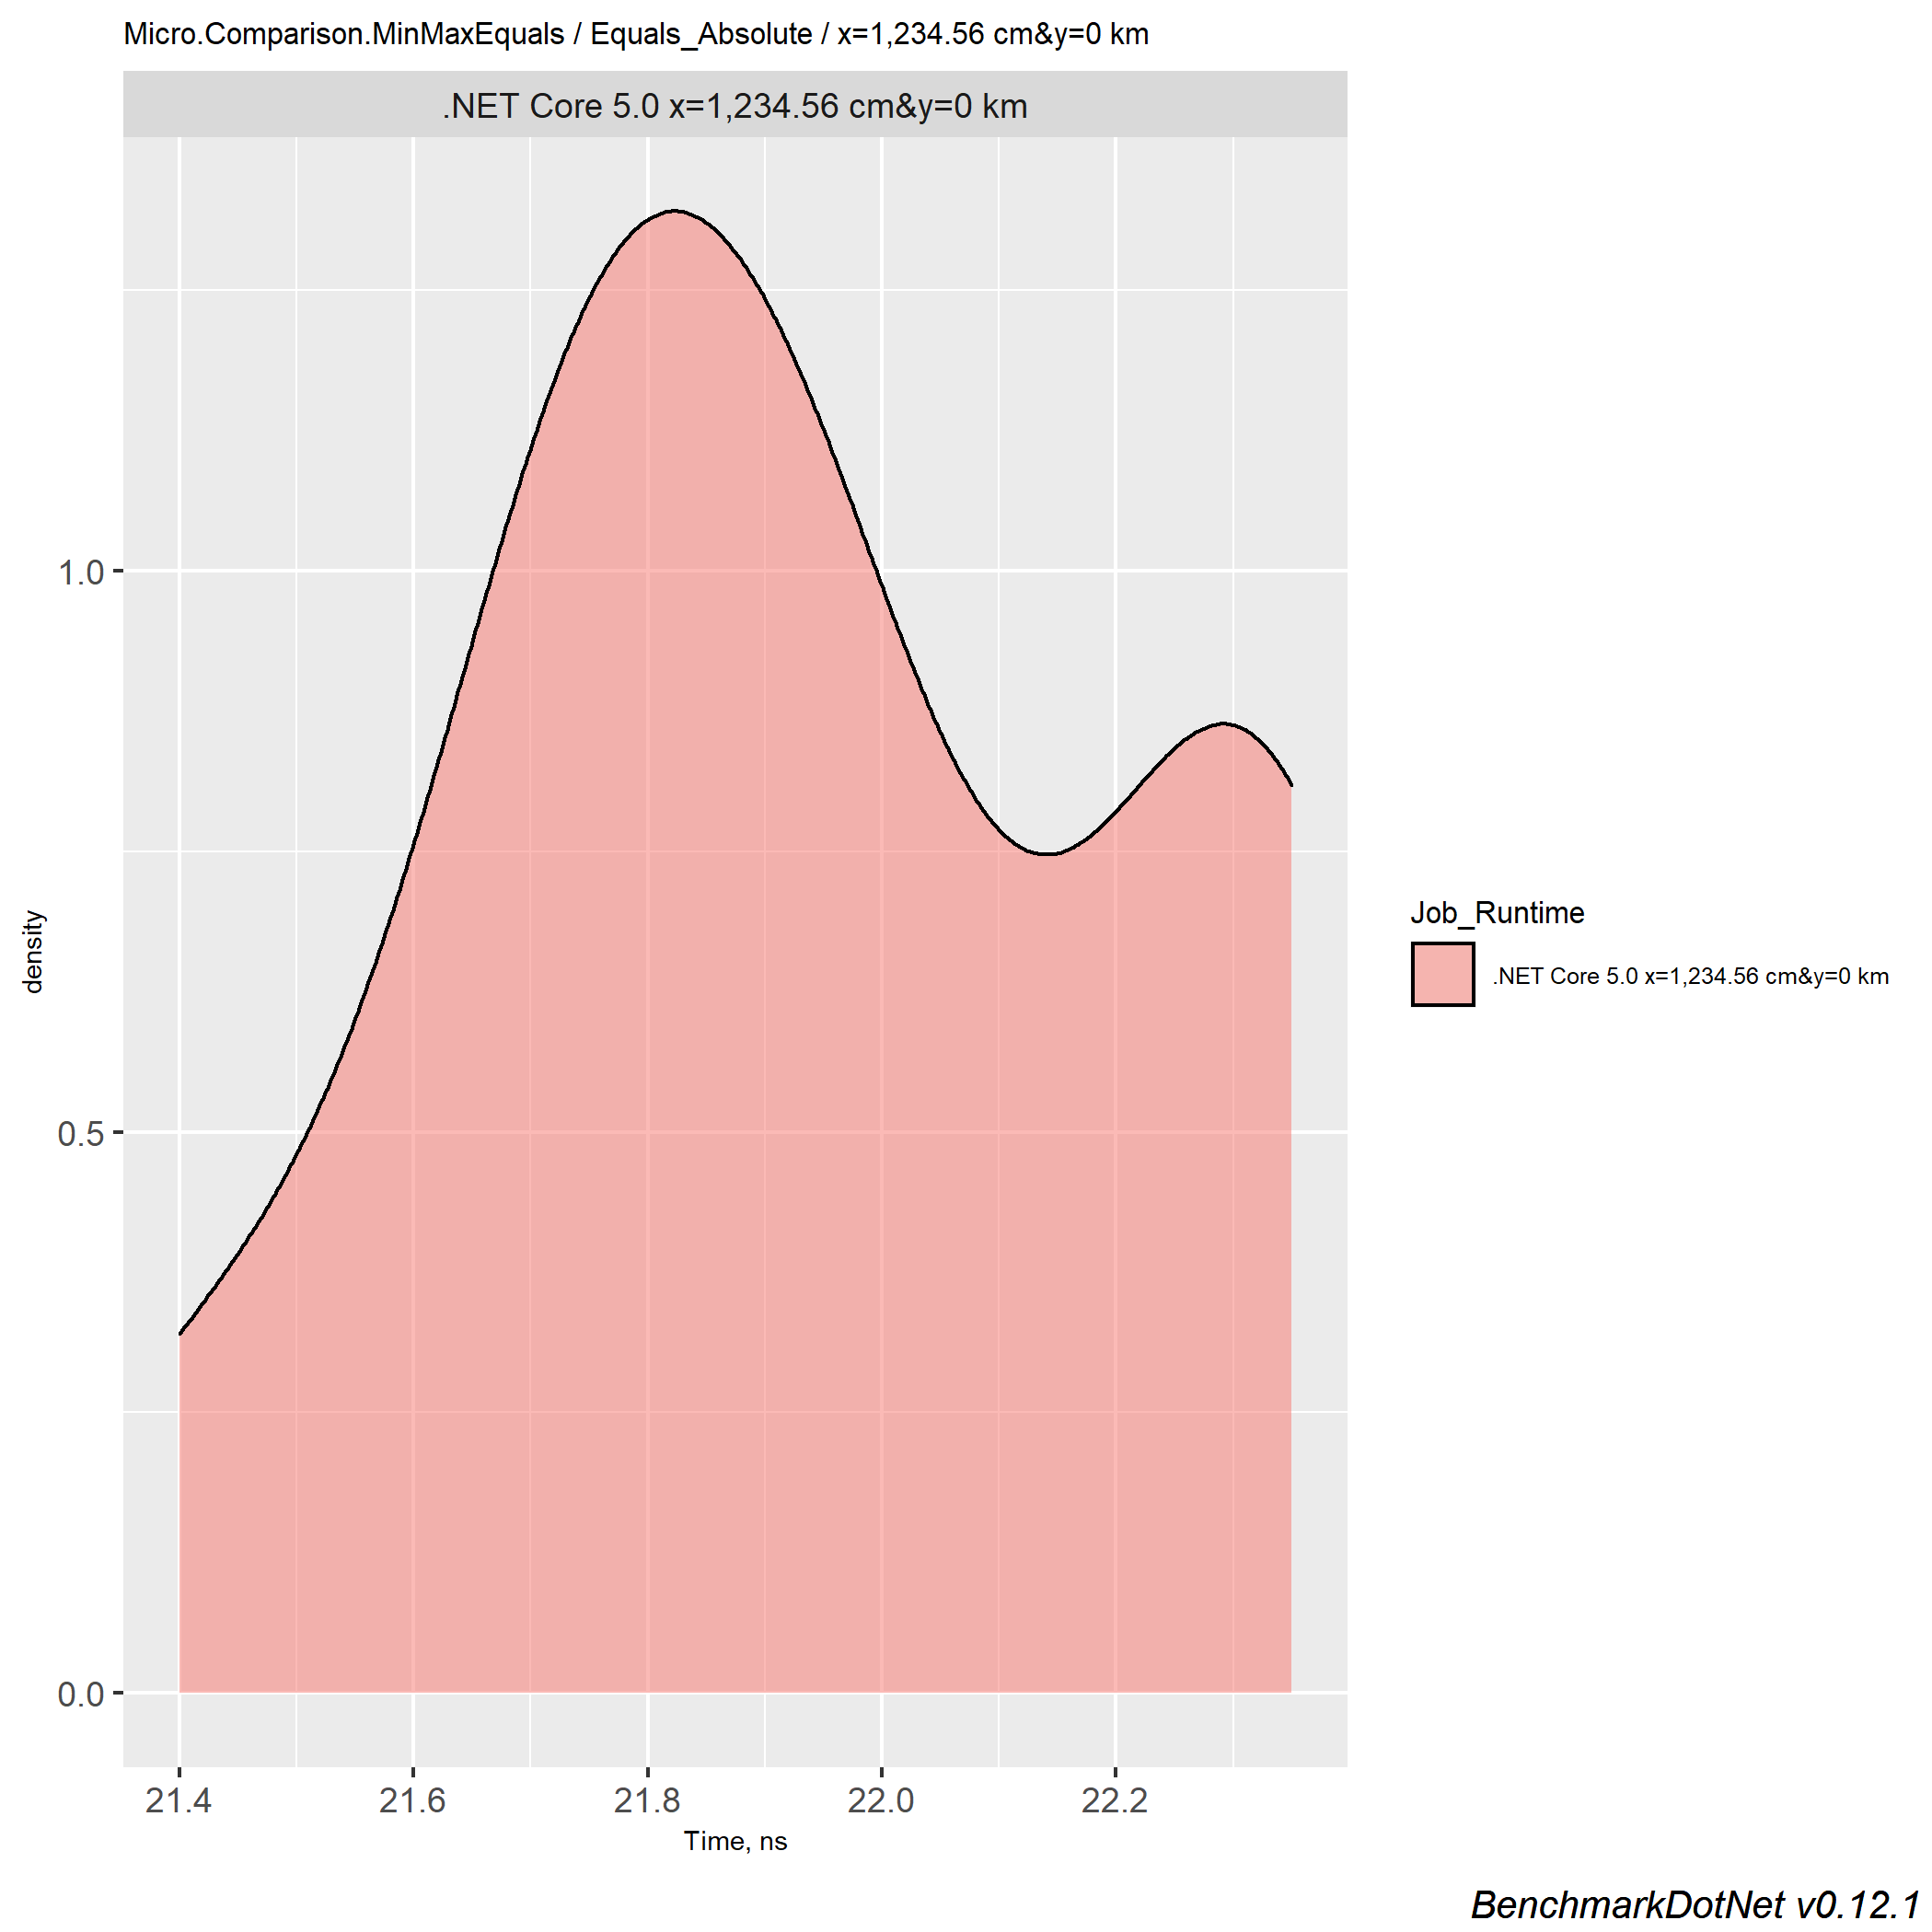 Micro.Comparison.MinMaxEquals / Equals_Absolute / x=1,234.56 cm&y=0 km
.NET Core 5.0 x=1,234.56 cm&y=0 km
1.0
0.5
0.0
density
21.4 21.6 21.8 22.0 22.2
Time, ns
Job_Runtime
.NET Core 5.0 x=1,234.56 cm&y=0 km
BenchmarkDotNet v0.12.1